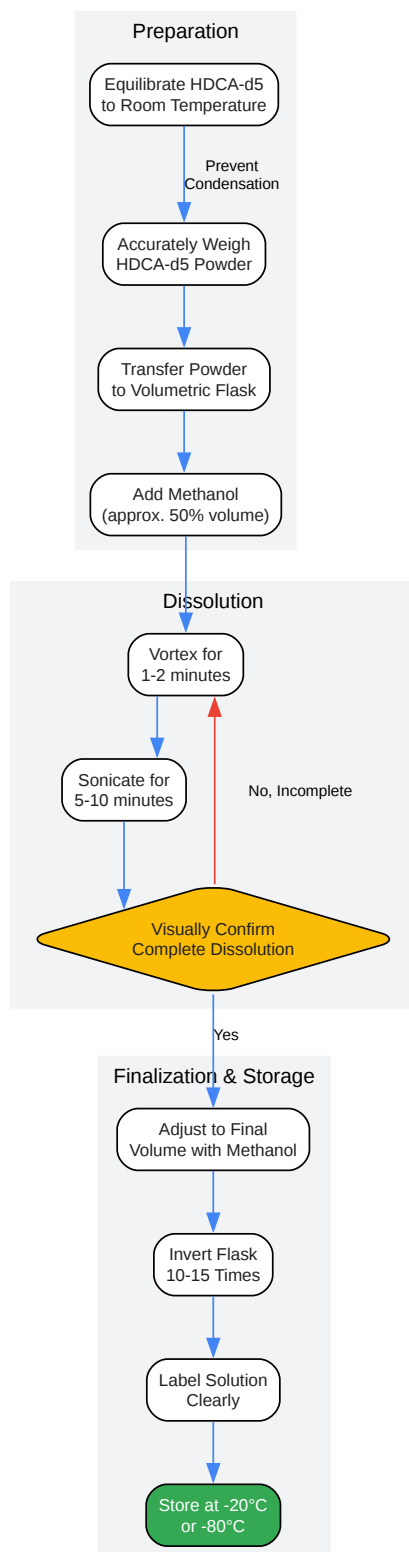 Preparation
Equilibrate HDCA-d5
to Room Temperature
Prevent
Condensation
Accurately Weigh
HDCA-d5 Powder
Transfer Powder
to Volumetric Flask
Add Methanol
(approx. 50% volume)
Dissolution
Vortex for
1-2 minutes
Sonicate for
5-10 minutes
No, Incomplete
Visually Confirm
Complete Dissolution
Yes
Finalization & Storage
Adjust to Final
Volume with Methanol
Invert Flask
10-15 Times
Label Solution
Clearly
Store at -20°C
or -80°C